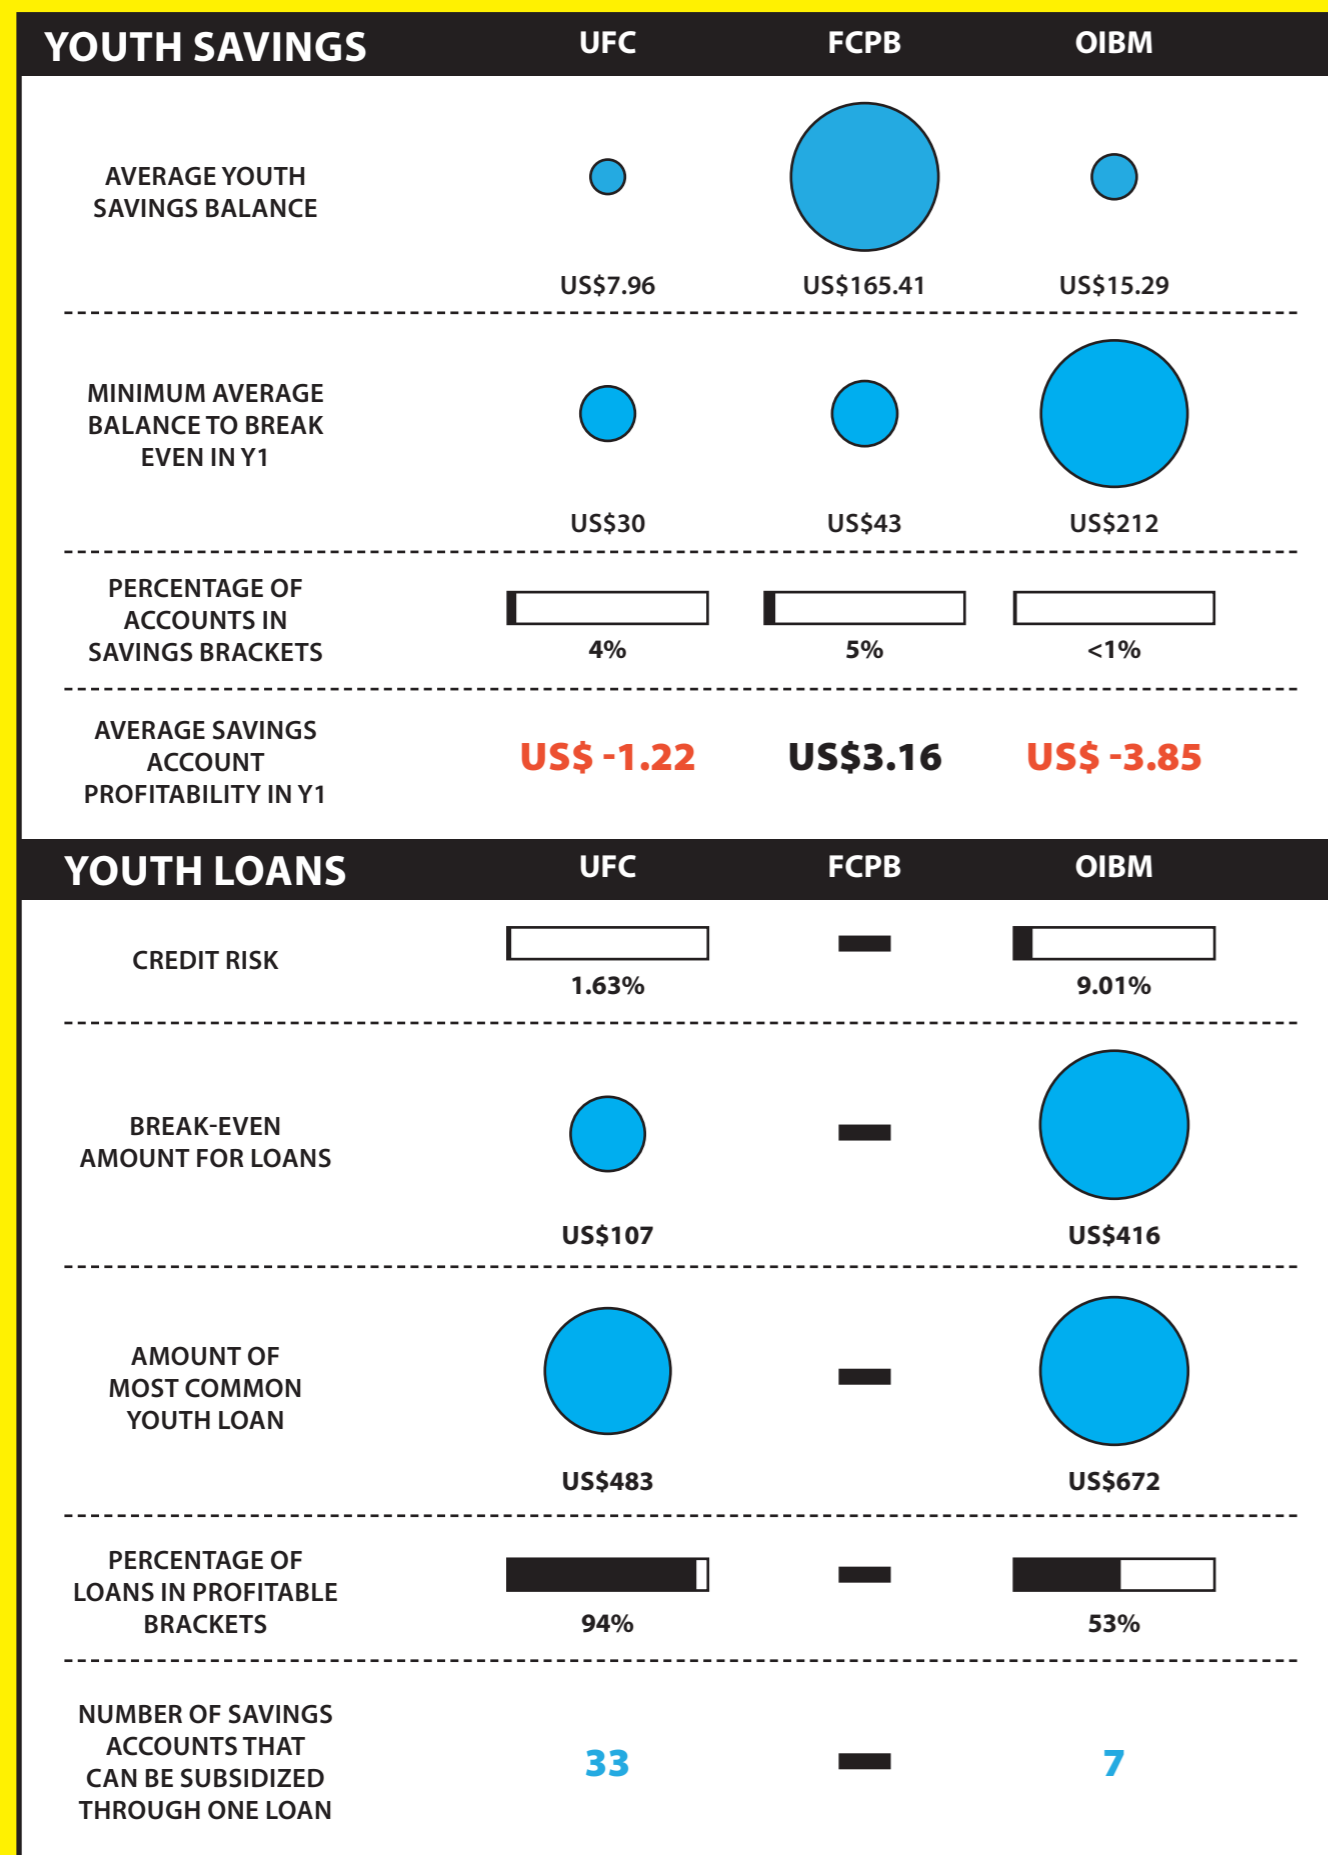 YOUTH SAVINGS UFC FCPB OIBM
AVERAGE YOUTH
SAVINGS BALANCE
US$7.96 US$165.41 US$15.29
MINIMUM AVERAGE
BALANCE TO BREAK
EVEN IN Y1
US$30 US$43 US$212
PERCENTAGE OF
ACCOUNTS IN
SAVINGS BRACKETS
4% 5% <1%
AVERAGE SAVINGS
ACCOUNT
PROFITABILITY IN Y1
US$ -1.22 US$3.16 US$ -3.85
YOUTH LOANS UFC FCPB OIBM
CREDIT RISK
1.63% 9.01%
BREAK-EVEN
AMOUNT FOR LOANS
US$107 US$416
AMOUNT OF
MOST COMMON
YOUTH LOAN
US$483 US$672
PERCENTAGE OF
LOANS IN PROFITABLE
BRACKETS
94% 53%
NUMBER OF SAVINGS
ACCOUNTS THAT
CAN BE SUBSIDIZED
THROUGH ONE LOAN
33 7